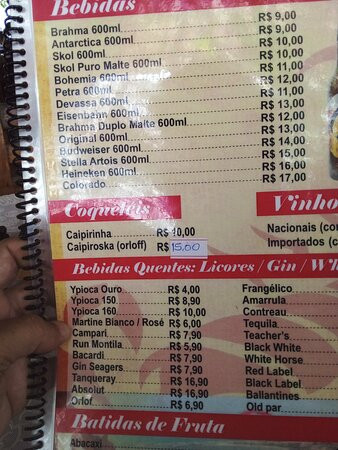 Bebidas
Brahma 600ml R$ 9,00
Antarctica 600ml R$ 9,00
Skol 600ml R$ 10,00
Skol Puro Malte 600ml R$ 10,00
Bohemia 600ml R$ 11,00
Petra 600ml R$ 12,00
Devassa 600ml R$ 11,00
Eisenbahn 600ml R$ 13,00
Brahma Duplo Malte 600ml R$ 12,00
Original 600ml R$ 13,00
Budweiser 600ml R$ 14,00
Stella Artois 600ml R$ 15,00
Heineken 600ml R$ 16,00
Colorado R$ 17,00
Coqueteis
Caipirinha R$ 10,00
Caipiroska (orloff) R$ 15,00
Vinho
Nacionais (co
Importados (c
Bebidas Quentes: Licores / Gin / Wh
Ypioca Ouro R$ 4,00
Ypioca 150 R$ 8,90
Ypioca 160 R$ 10,00
Martine Bianco / Rosé R$ 6,00
Campari R$ 7,90
Run Montila R$ 5,90
Bacardi R$ 7,90
Gin Seagers R$ 7,90
Tanqueray R$ 16,90
Absolut R$ 16,90
Orlof R$ 6,90
Frangélico
Amarrula
Contreau
Tequila
Teacher's
Black White
White Horse
Red Label
Black Label
Ballantines
Old par
Batidas de Fruta
Abacaxi